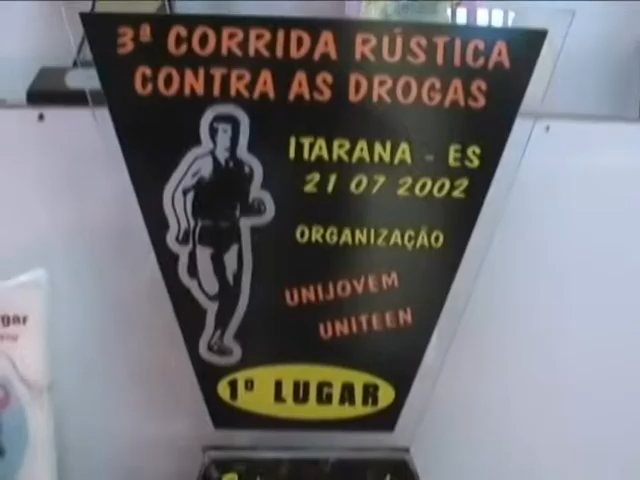 3ª CORRIDA RÚSTICA
CONTRA AS DROGAS
ITARANA - ES
21 07 2002
ORGANIZAÇÃO
UNIJOVEM
UNITEEN
1º LUGAR